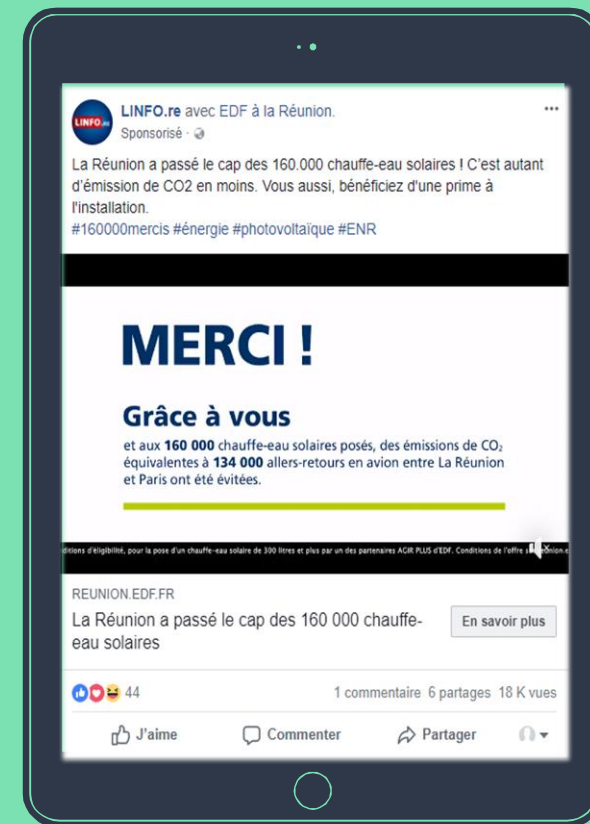 LINFO.re
LINFO.re avec EDF à la Réunion.
Sponsorisé ·
La Réunion a passé le cap des 160.000 chauffe-eau solaires ! C'est autant
d'émission de CO2 en moins. Vous aussi, bénéficiez d'une prime à
l'installation.
#160000mercis #énergie #photovoltaïque #ENR
MERCI !
Grâce à vous
et aux 160 000 chauffe-eau solaires posés, des émissions de CO₂
équivalentes à 134 000 allers-retours en avion entre La Réunion
et Paris ont été évitées.
d'éligibilité, pour la pose d'un chauffe-eau solaire de 300 litres et plus par un des partenaires AGIR PLUS d'EDF. Conditions de l'offre
REUNION.EDF.FR
La Réunion a passé le cap des 160 000 chauffe-
eau solaires
En savoir plus
44
1 commentaire 6 partages 18 K vues
J'aime
Commenter
Partager